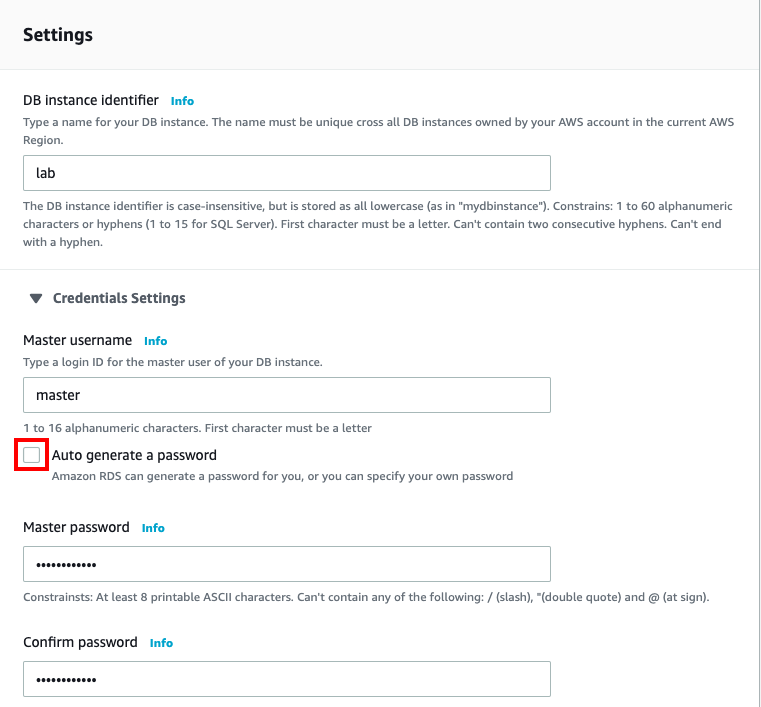 Settings
DB instance identifier Info
Type a name for your DB instance. The name must be unique cross all DB instances owned by your AWS account in the current AWS
Region.
lab
The DB instance identifier is case-insensitive, but is stored as all lowercase (as in "mydbinstance"). Constrains: 1 to 60 alphanumeric
characters or hyphens (1 to 15 for SQL Server). First character must be a letter. Can't contain two consecutive hyphens. Can't end
with a hyphen.
Credentials Settings
Master username Info
Type a login ID for the master user of your DB instance.
master
1 to 16 alphanumeric characters. First character must be a letter
Auto generate a password
Amazon RDS can generate a password for you, or you can specify your own password
Master password Info
••••••••••••
Constrainsts: At least 8 printable ASCII characters. Can't contain any of the following: / (slash), "(double quote) and @ (at sign).
Confirm password Info
••••••••••••